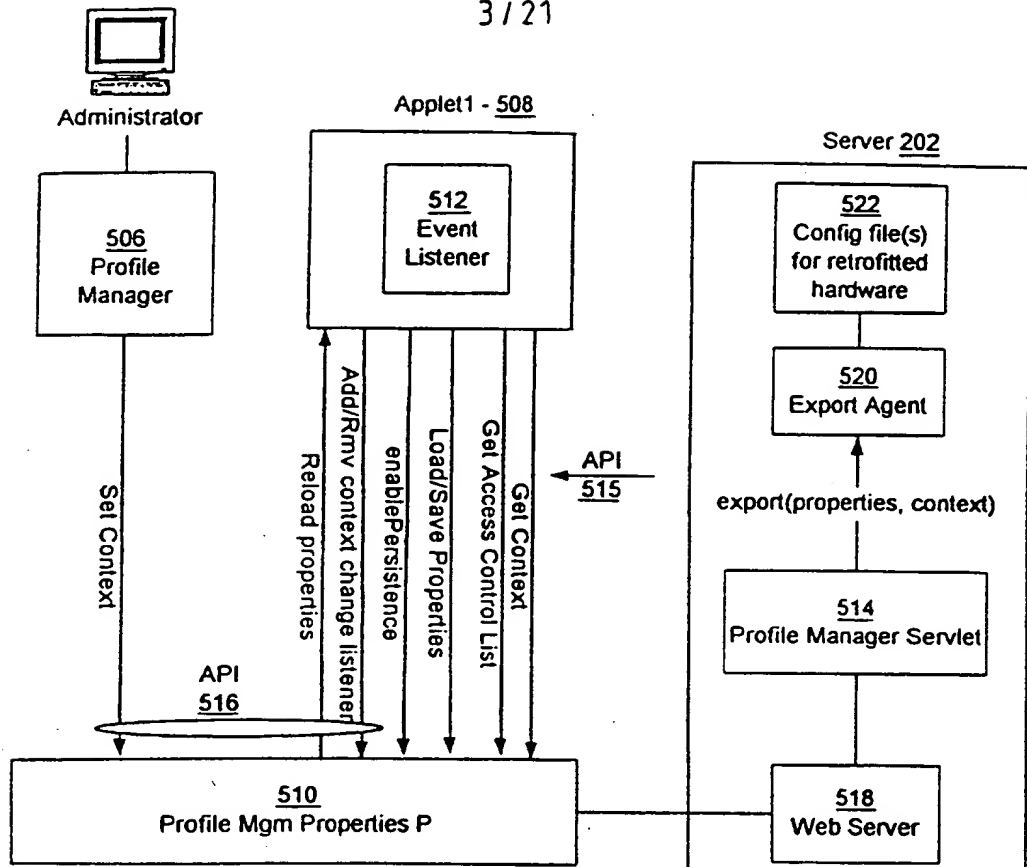 3/21
Administrator
Applet1 - 508
Server 202
506
Profile
Manager
512
Event
Listener
522
Config file(s)
for retrofitted
hardware
520
Export Agent
Set Context
Reload properties
Add/Rmv context change listener
enablePersistence
Load/Save Properties
Get Access Control List
Get Context
API
515
export(properties, context)
514
Profile Manager Servlet
API
516
510
Profile Mgm Properties P
518
Web Server